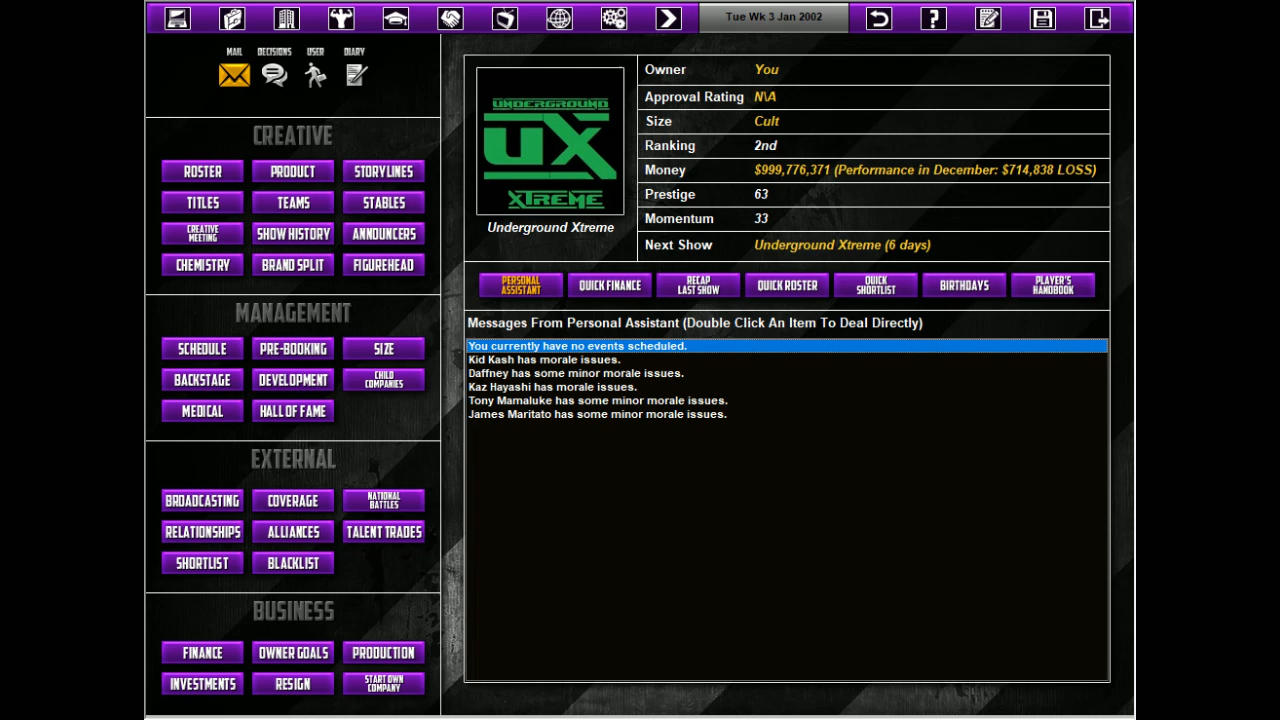 Tue Wk 3 Jan 2002
MAIL DECISIONS USER DIARY
CREATIVE
ROSTER PRODUCT STORYLINES
TITLES TEAMS STABLES
CREATIVE MEETING SHOW HISTORY ANNOUNCERS
CHEMISTRY BRAND SPLIT FIGUREHEAD
MANAGEMENT
SCHEDULE PRE-BOOKING SIZE
BACKSTAGE DEVELOPMENT CHILD COMPANIES
MEDICAL HALL OF FAME
EXTERNAL
BROADCASTING COVERAGE NATIONAL BATTLES
RELATIONSHIPS ALLIANCES TALENT TRADES
SHORTLIST BLACKLIST
BUSINESS
FINANCE OWNER GOALS PRODUCTION
INVESTMENTS RESIGN START OWN COMPANY
UNDERGROUND
UX
XTREME
Underground Xtreme
Owner You
Approval Rating N\A
Size Cult
Ranking 2nd
Money $999,776,371 (Performance in December: $714,838 LOSS)
Prestige 63
Momentum 33
Next Show Underground Xtreme (6 days)
PERSONAL ASSISTANT QUICK FINANCE RECAP LAST SHOW QUICK ROSTER QUICK SHORTLIST BIRTHDAYS PLAYER'S HANDBOOK
Messages From Personal Assistant (Double Click An Item To Deal Directly)
You currently have no events scheduled.
Kid Kash has morale issues.
Daffney has some minor morale issues.
Kaz Hayashi has morale issues.
Tony Mamaluke has some minor morale issues.
James Maritato has some minor morale issues.